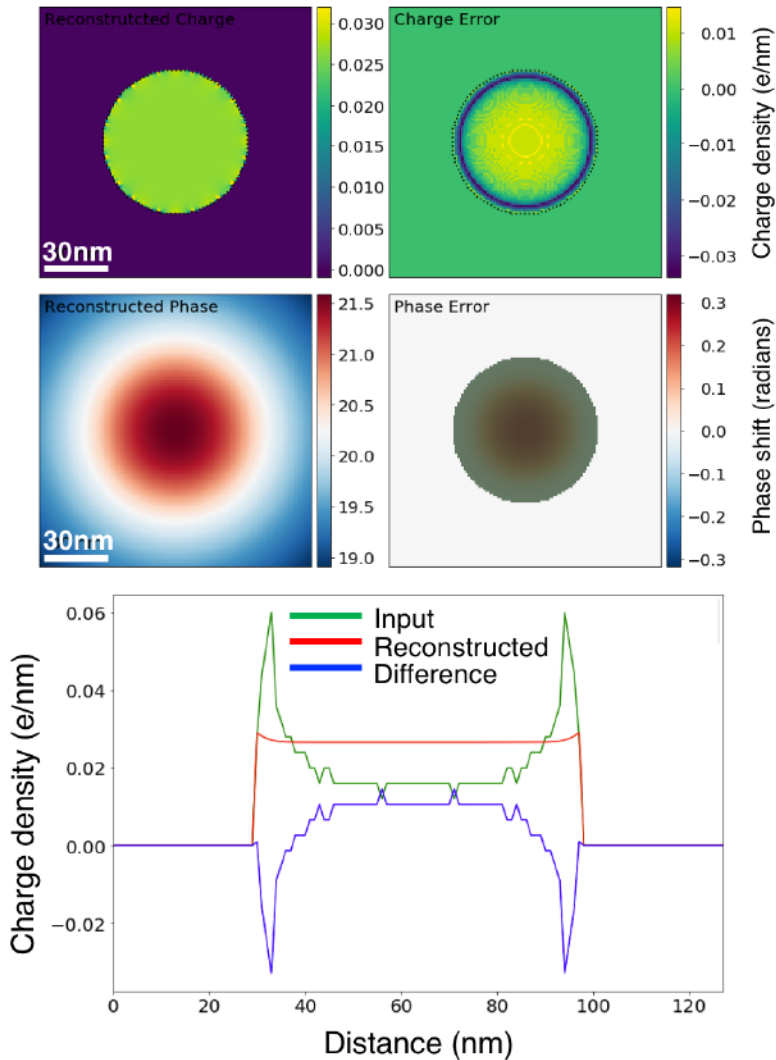 Reconstrutcted Charge
Charge Error
0.030
0.025
0.020
0.015
0.010
0.005
0.000
30nm
0.01
0.00
−0.01
−0.02
−0.03
Charge density (e/nm)
Reconstructed Phase
Phase Error
21.5
21.0
20.5
20.0
19.5
19.0
30nm
0.3
0.2
0.1
0.0
−0.1
−0.2
−0.3
Phase shift (radians)
Input
Reconstructed
Difference
0.06
0.04
0.02
0.00
−0.02
Charge density (e/nm)
0 20 40 60 80 100 120
Distance (nm)